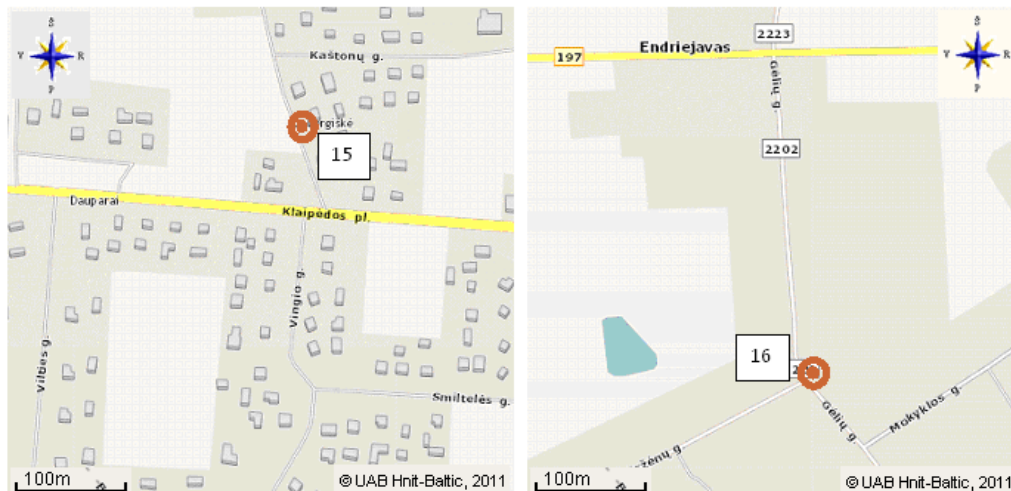 Š
V R
P
Kaštonų g.
15
Dauparai
Klaipėdos pl.
Vingio g.
Vilties g.
Smiltelės g.
100m
© UAB Hnit-Baltic, 2011
Š
V R
P
2223
197
Endriejavas
Gėlių g.
2202
16
Gėlių g.
Mokyklos g.
100m
© UAB Hnit-Baltic, 2011